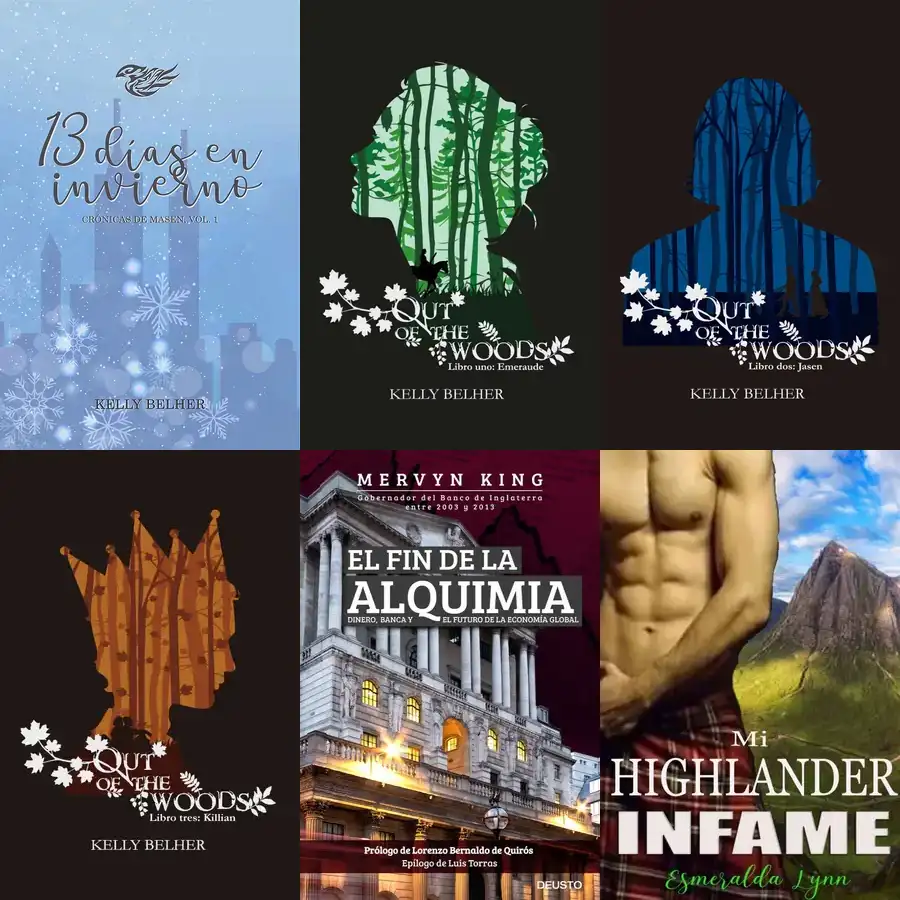 13 días en
invierno
CRÓNICAS DE MASEN, VOL. 1
KELLY BELHER
OUT
OF THE
WOODS
Libro uno: Emeraude
KELLY BELHER
OUT
OF THE
WOODS
Libro dos: Jasen
KELLY BELHER
OUT
OF THE
WOODS
Libro tres: Killian
KELLY BELHER
MERVYN KING
Gobernador del Banco de Inglaterra
entre 2003 y 2013
EL FIN DE LA
ALQUIMIA
DINERO, BANCA Y EL FUTURO DE LA ECONOMÍA GLOBAL
Prólogo de Lorenzo Bernaldo de Quirós
Epílogo de Luis Torras
DEUSTO
Mi
HIGHLANDER
INFAME
Esmeralda Lynn